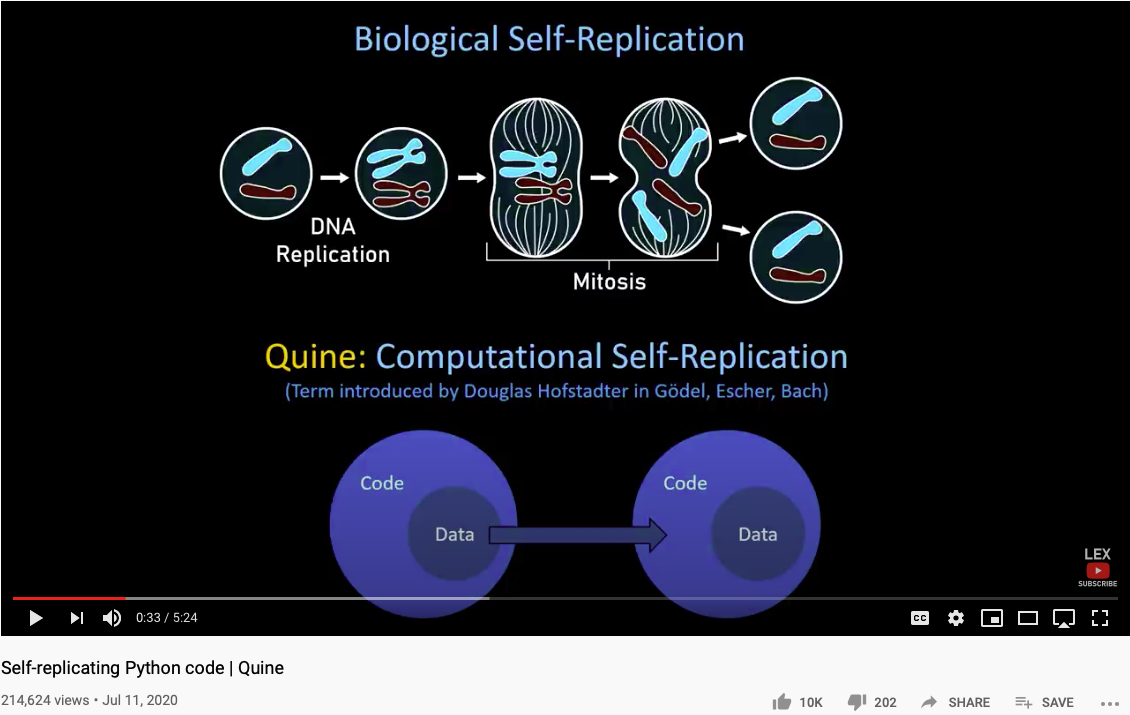 Biological Self-Replication
DNA
Replication
Mitosis
Quine: Computational Self-Replication
(Term introduced by Douglas Hofstadter in Gödel, Escher, Bach)
Code
Data
Code
Data
LEX
SUBSCRIBE
0:33 / 5:24
CC
Self-replicating Python code | Quine
214,624 views • Jul 11, 2020
10K
202
SHARE
SAVE